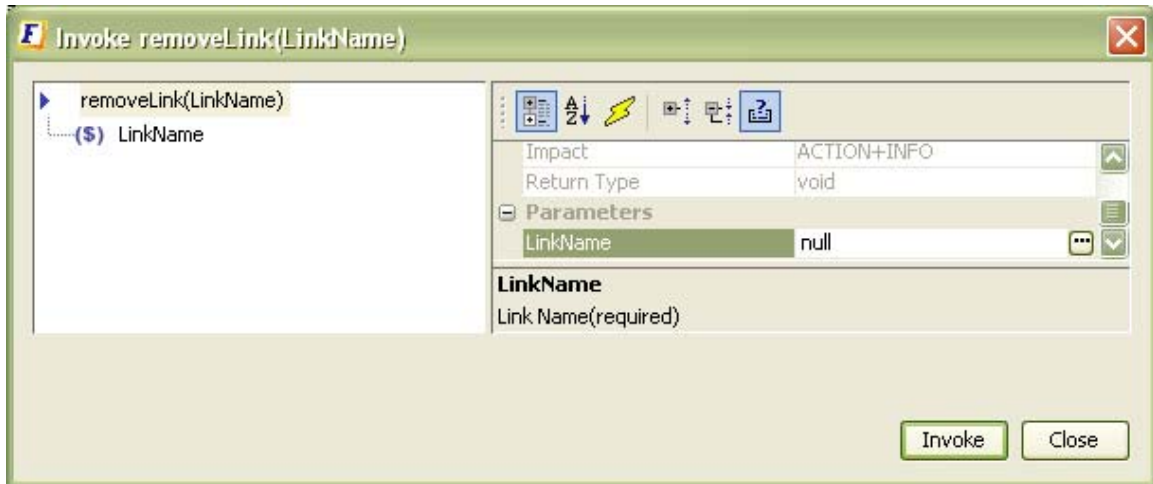 Invoke removeLink(LinkName)
removeLink(LinkName)
($) LinkName
Impact ACTION+INFO
Return Type void
Parameters
LinkName null
LinkName
Link Name(required)
Invoke Close